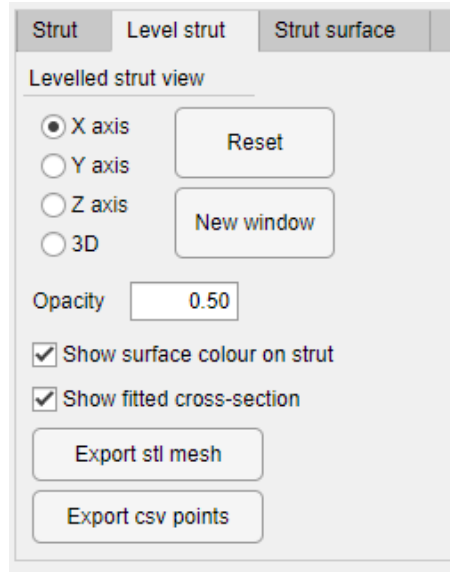 Strut Level strut Strut surface
Levelled strut view
X axis
Y axis
Z axis
3D
Reset
New window
Opacity 0.50
Show surface colour on strut
Show fitted cross-section
Export stl mesh
Export csv points